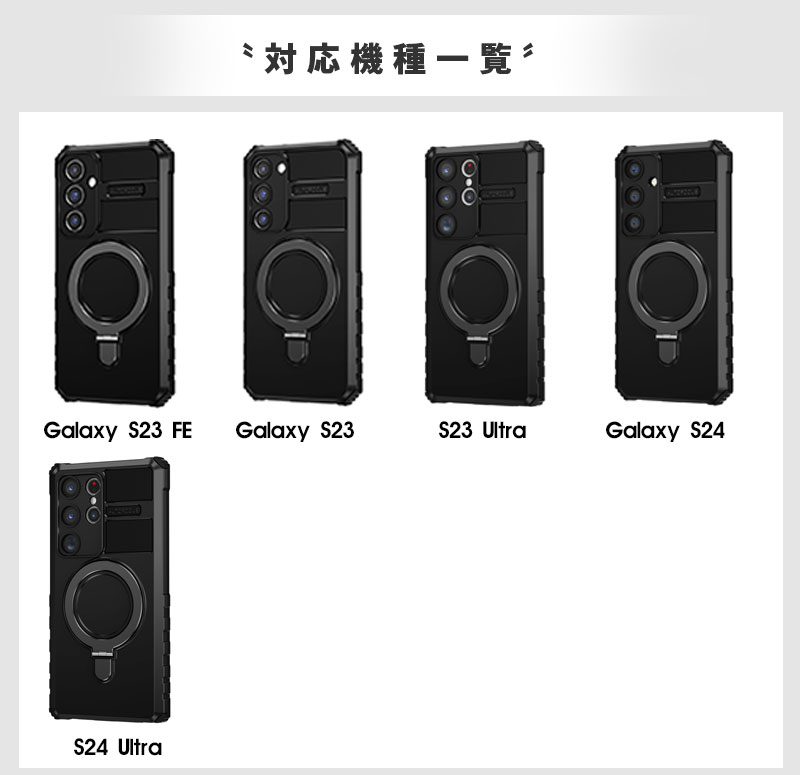 〝対応機種一覧〞
Galaxy S23 FE
Galaxy S23
S23 Ultra
Galaxy S24
S24 Ultra